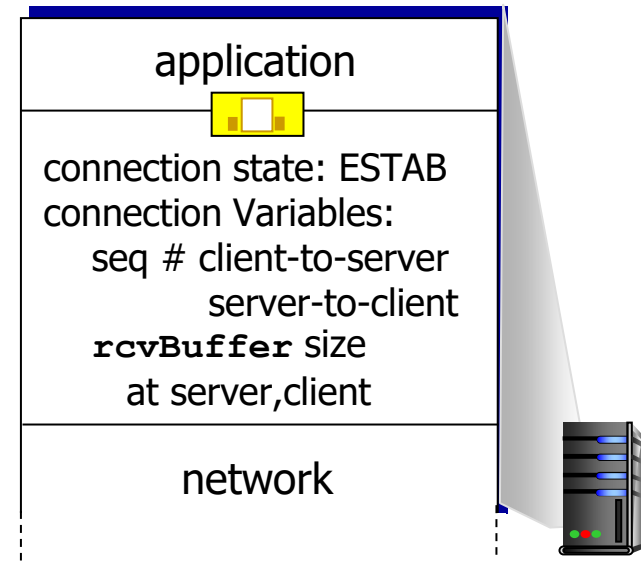 application
connection state: ESTAB
connection Variables:
seq # client-to-server
server-to-client
rcvBuffer size
at server,client
network